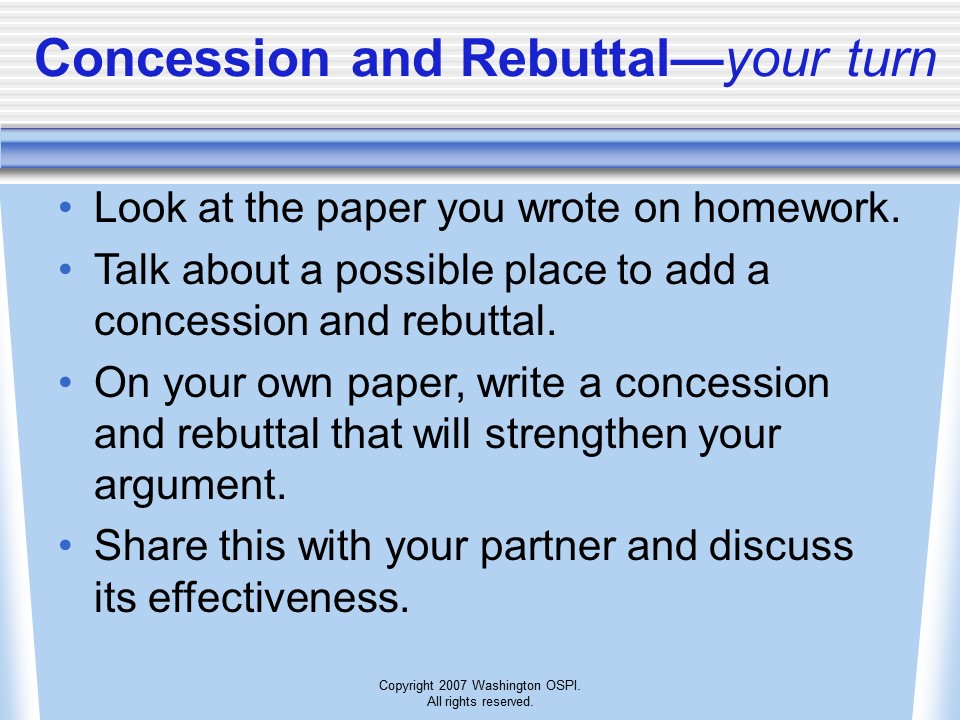 Concession and Rebuttal—your turn
• Look at the paper you wrote on homework.
• Talk about a possible place to add a
concession and rebuttal.
• On your own paper, write a concession
and rebuttal that will strengthen your
argument.
• Share this with your partner and discuss
its effectiveness.
Copyright 2007 Washington OSPI.
All rights reserved.